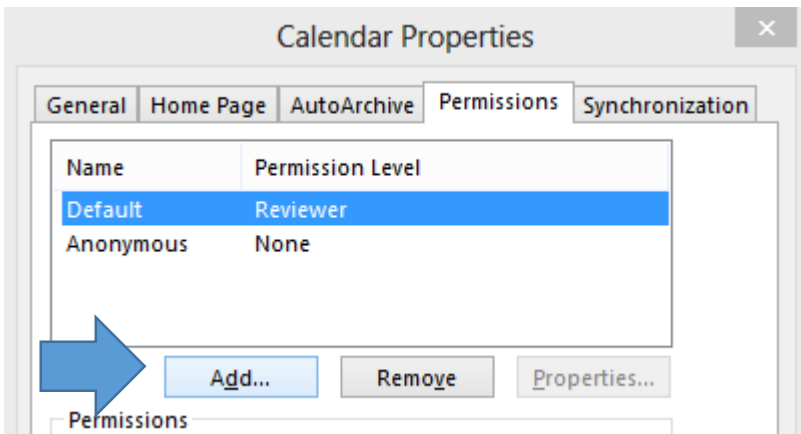 Calendar Properties
General Home Page AutoArchive Permissions Synchronization
Name Permission Level
Default Reviewer
Anonymous None
Add... Remove Properties...
Permissions